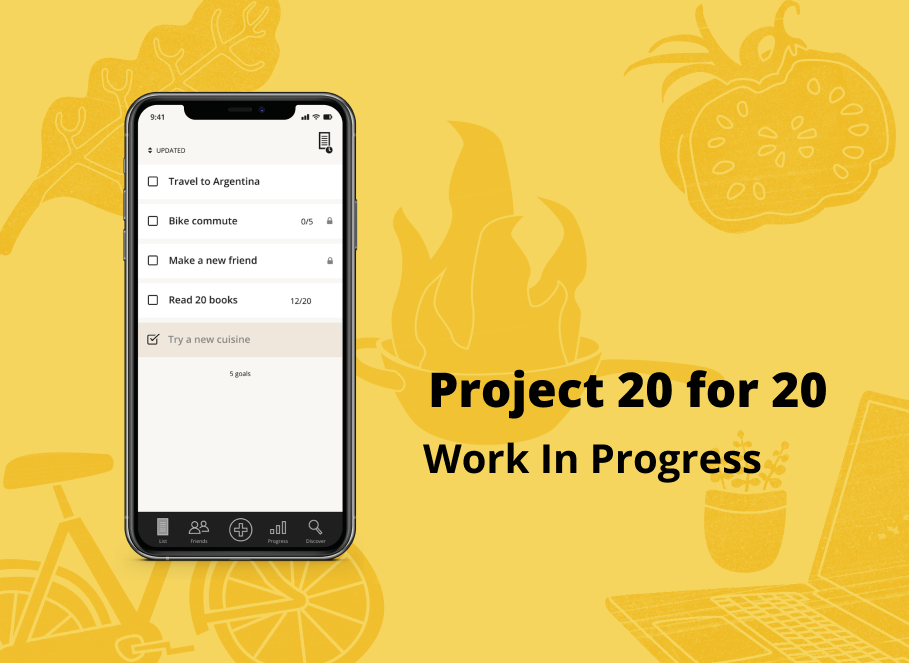 9:41
UPDATED
Travel to Argentina
Bike commute 0/5
Make a new friend
Read 20 books 12/20
Try a new cuisine
5 goals
List Friends Progress Discover
Project 20 for 20
Work In Progress